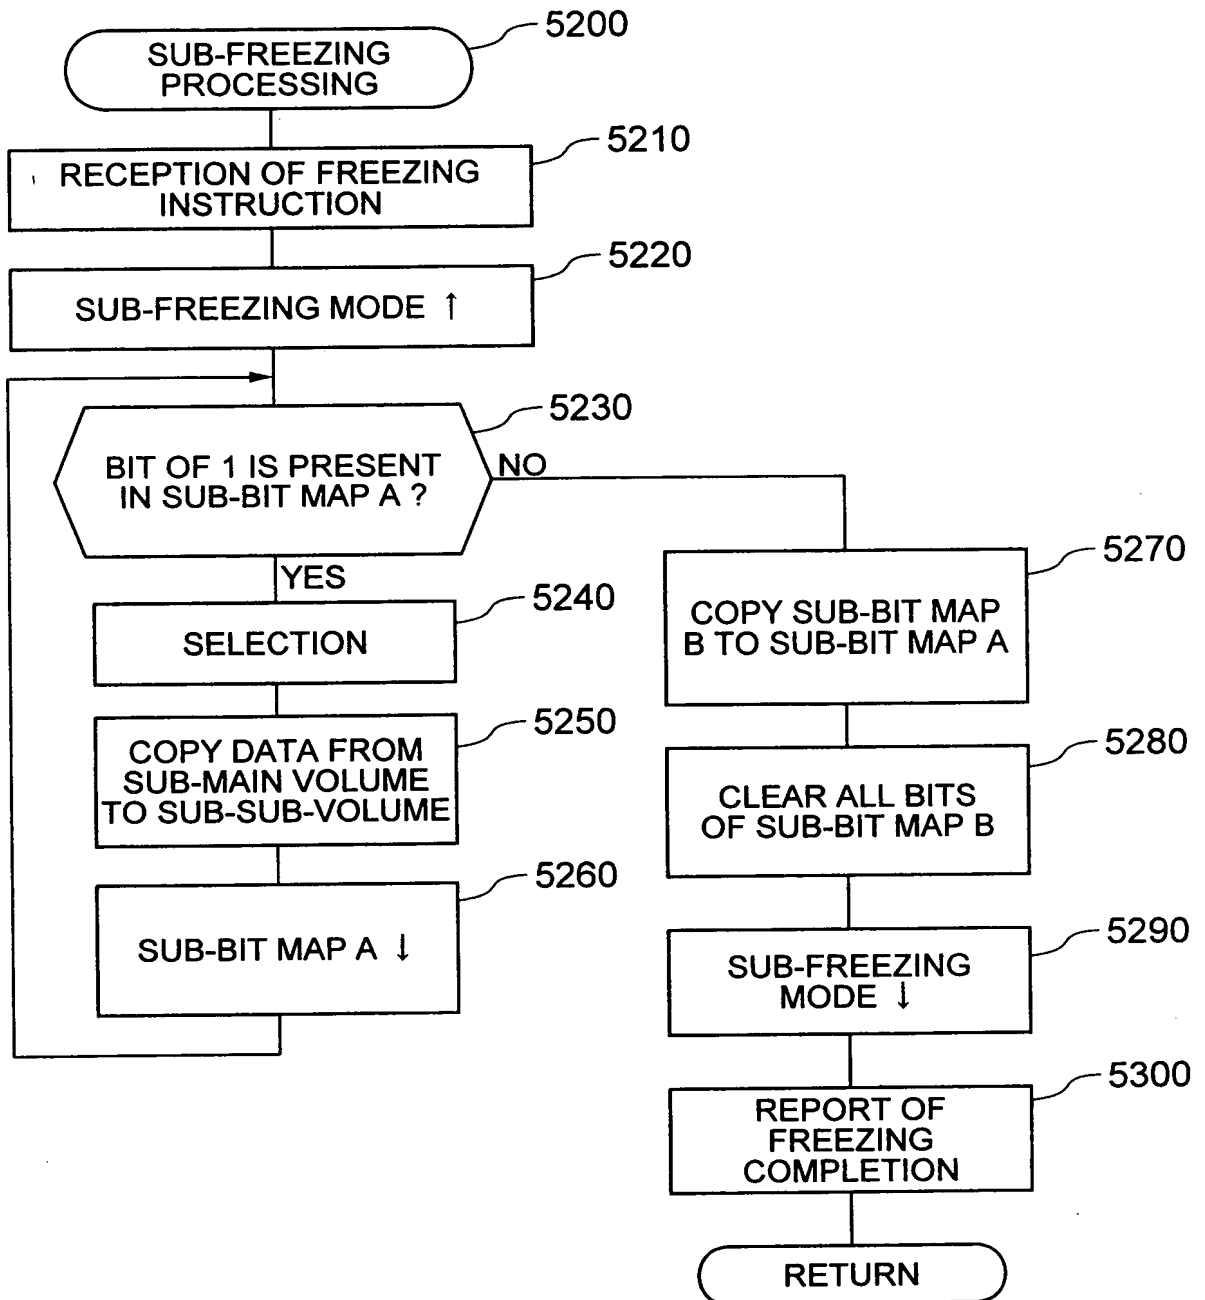 SUB-FREEZING
PROCESSING
5200
RECEPTION OF FREEZING
INSTRUCTION
5210
SUB-FREEZING MODE ↑
5220
BIT OF 1 IS PRESENT
IN SUB-BIT MAP A ?
5230
NO
YES
SELECTION
5240
COPY DATA FROM
SUB-MAIN VOLUME
TO SUB-SUB-VOLUME
5250
SUB-BIT MAP A ↓
5260
COPY SUB-BIT MAP
B TO SUB-BIT MAP A
5270
CLEAR ALL BITS
OF SUB-BIT MAP B
5280
SUB-FREEZING
MODE ↓
5290
REPORT OF
FREEZING
COMPLETION
5300
RETURN